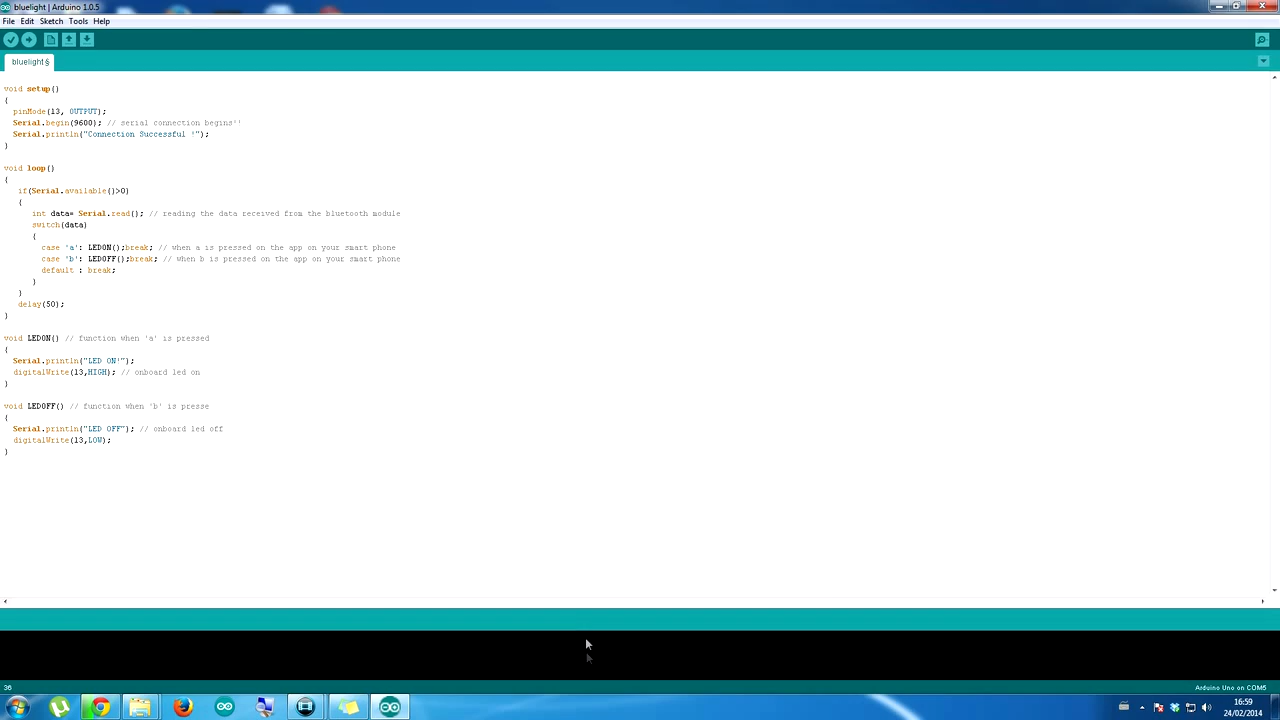 bluelight | Arduino 1.0.5
File Edit Sketch Tools Help
bluelight§
void setup()
{
pinMode(13, OUTPUT);
Serial.begin(9600); // serial connection begins''
Serial.println("Connection Successful !");
}
void loop()
{
if(Serial.available()>0)
{
int data= Serial.read(); // reading the data received from the bluetooth module
switch(data)
{
case 'a': LEDON();break; // when a is pressed on the app on your smart phone
case 'b': LEDOFF();break; // when b is pressed on the app on your smart phone
default : break;
}
}
delay(50);
}
void LEDON() // function when 'a' is pressed
{
Serial.println("LED ON!");
digitalWrite(13,HIGH); // onboard led on
}
void LEDOFF() // function when 'b' is presse
{
Serial.println("LED OFF"); // onboard led off
digitalWrite(13,LOW);
}
36
Arduino Uno on COM5
16:59
24/02/2014